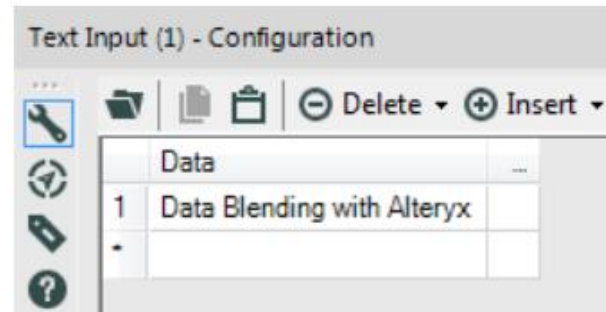 Text Input (1) - Configuration
Delete Insert
Data ...
1 Data Blending with Alteryx
*
?